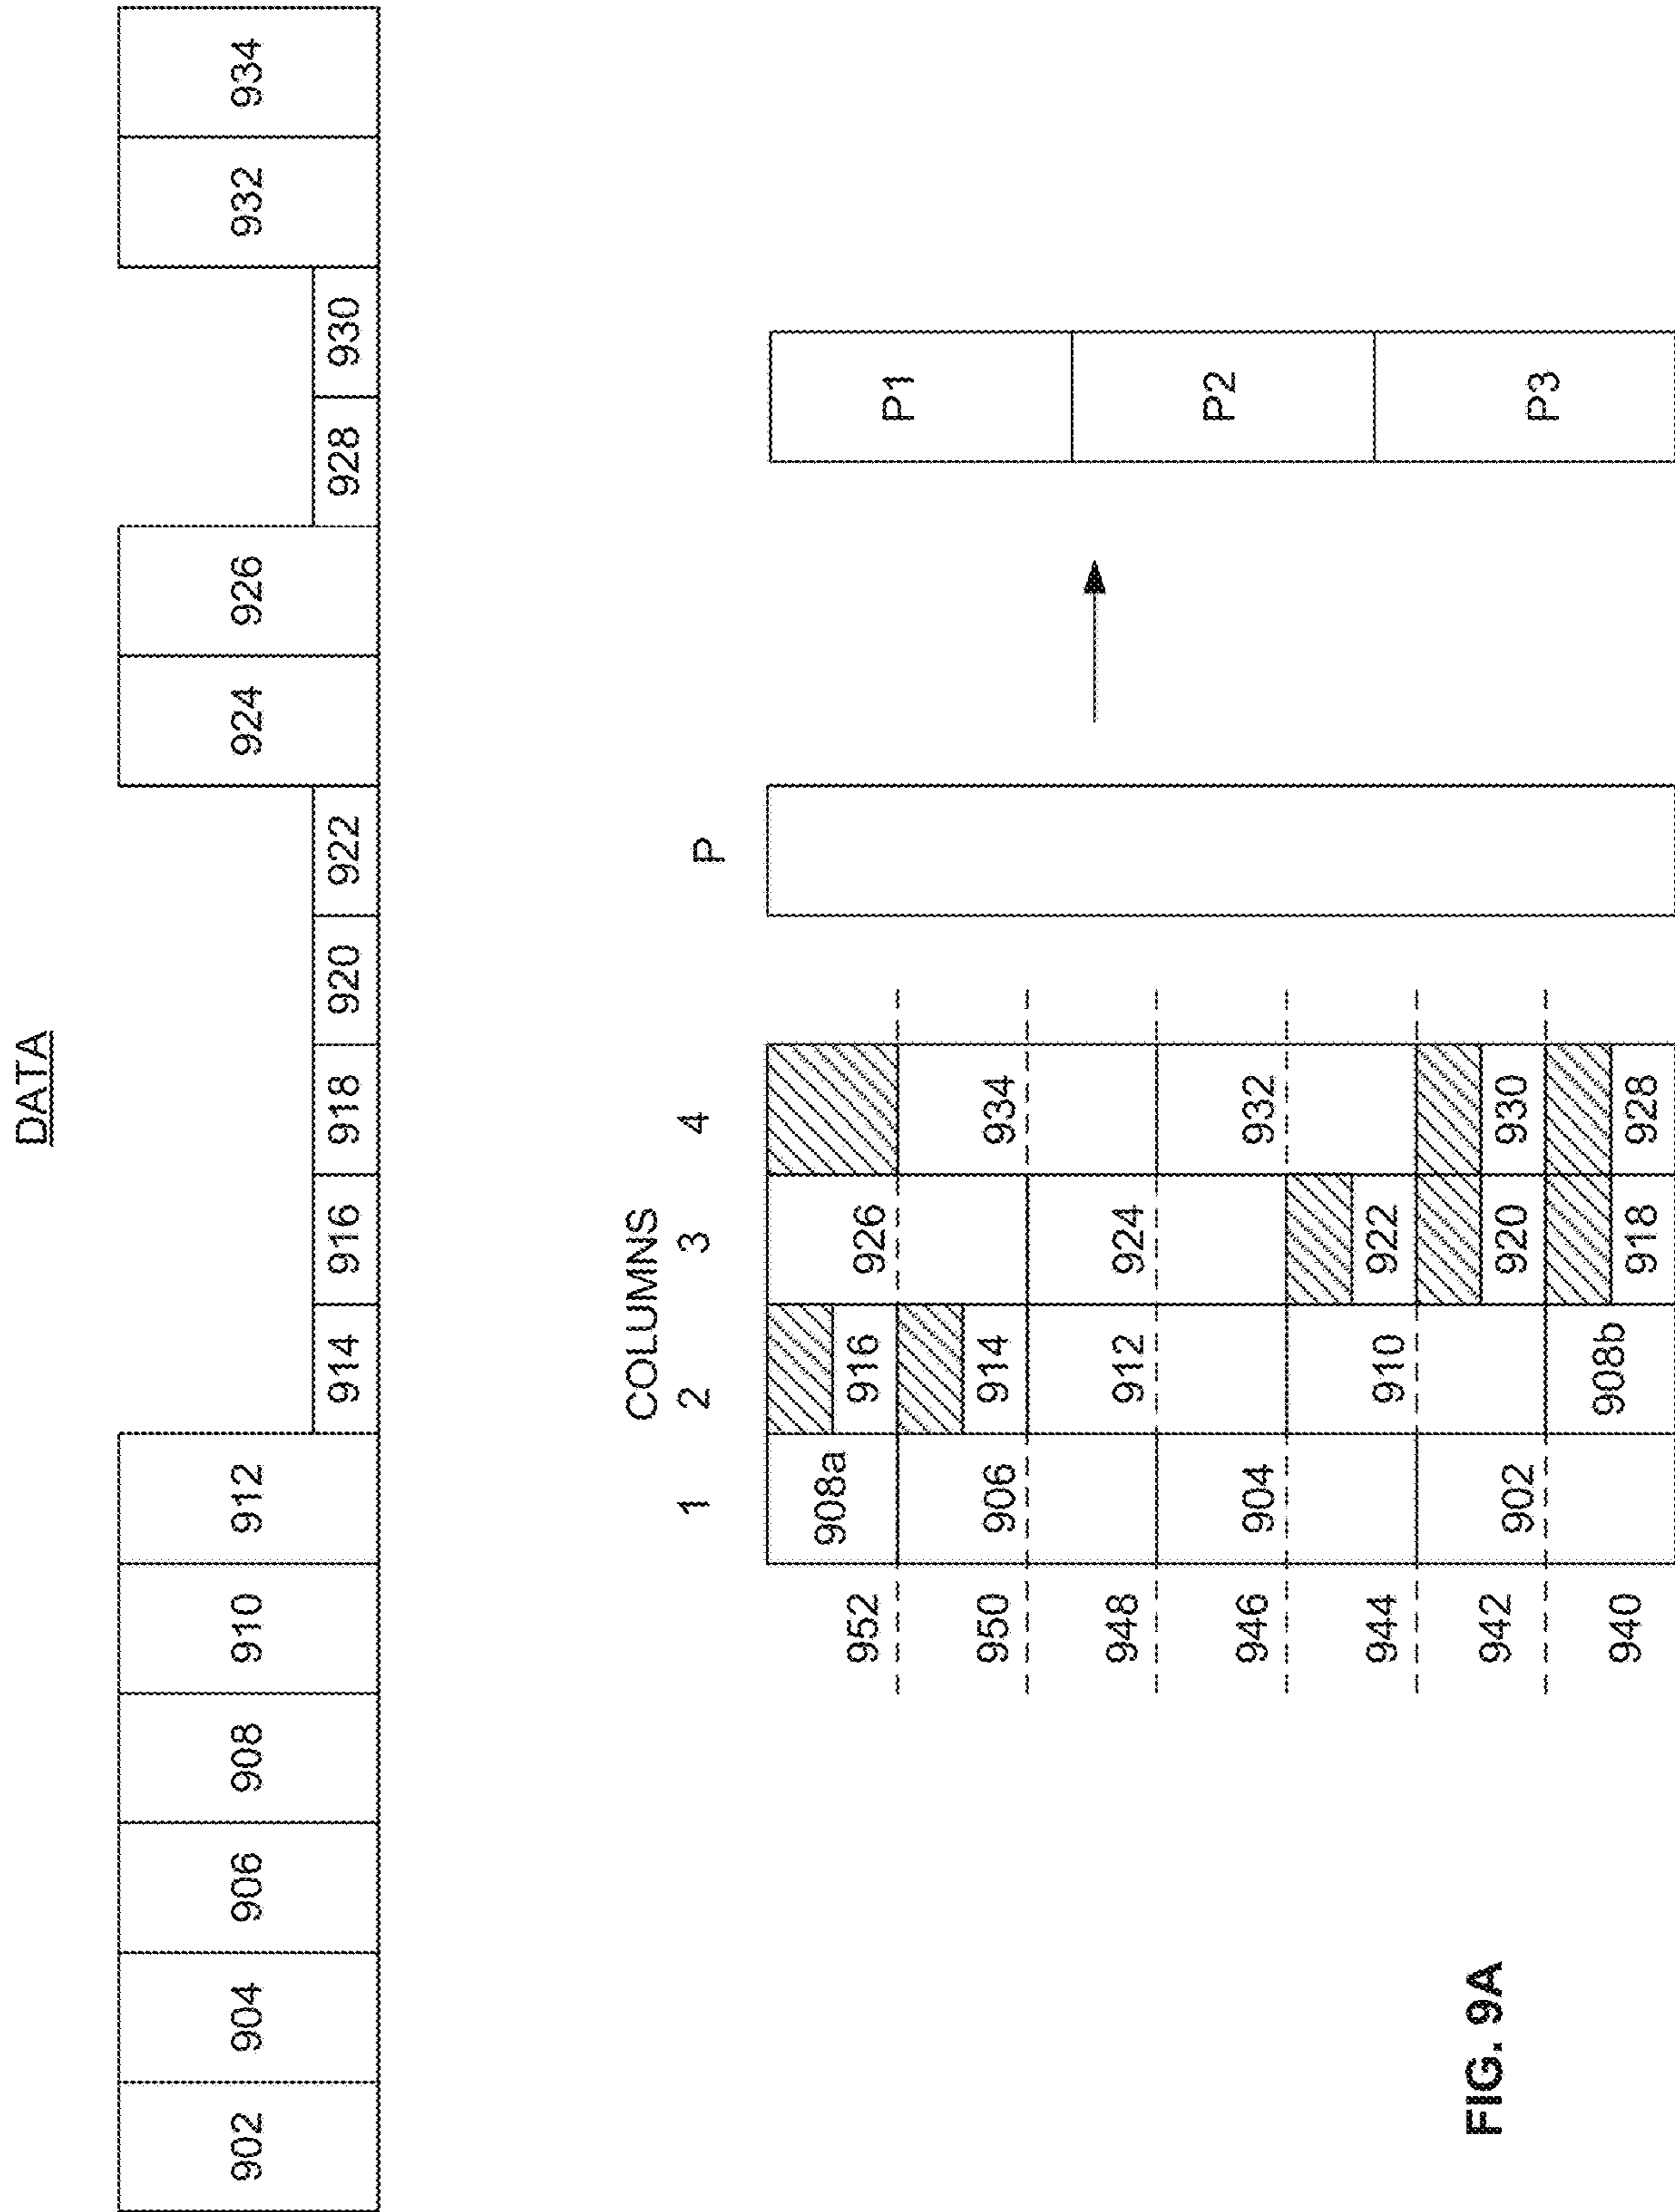 DATA
902 904 906 908 910 912 914 916 918 920 922 924 926 928 930 932 934
COLUMNS
1 2 3 4 P
952 908a 916 926 P1
950 906 914 934
948 912 924
946 904 932 P2
944 910 922
942 902 920 930 P3
940 908b 918 928
FIG. 9A